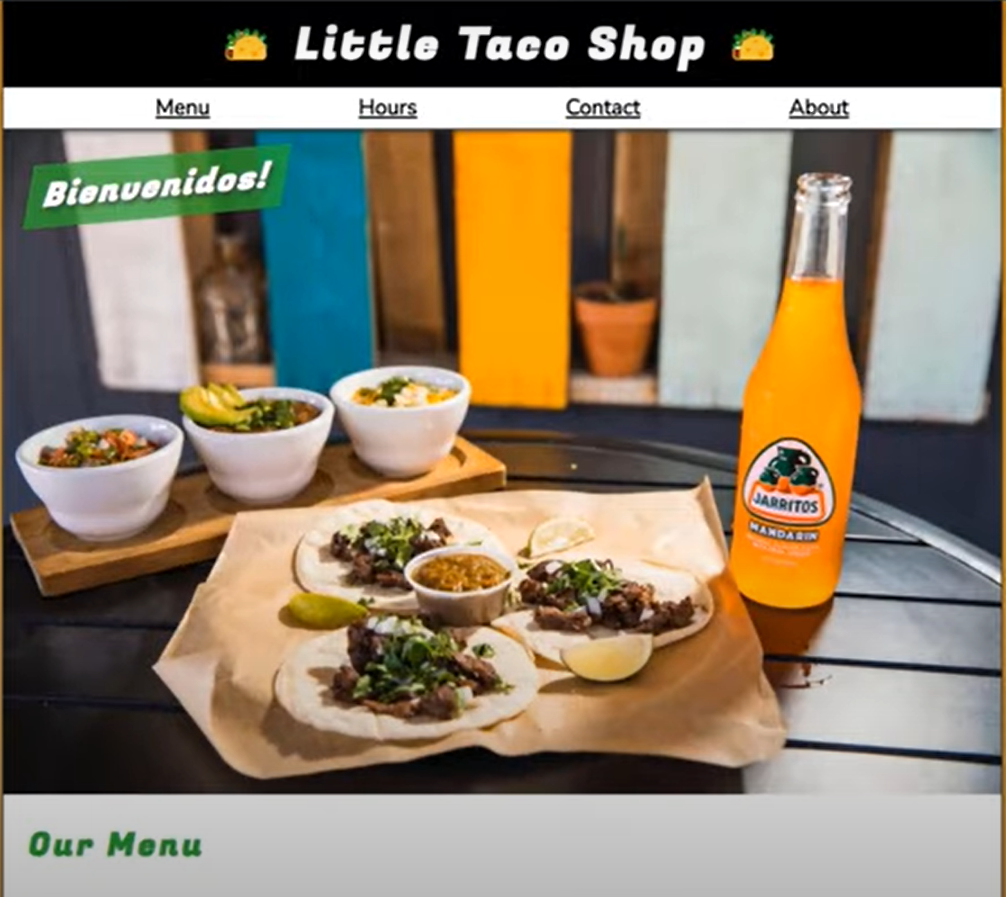 Little Taco Shop
Menu Hours Contact About
Bienvenidos!
JARRITOS
MANDARIN
Our Menu